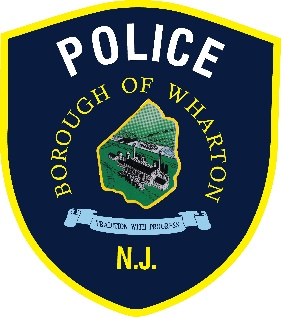 POLICE
BOROUGH OF WHARTON
TRADITION WITH PROGRESS
N.J.